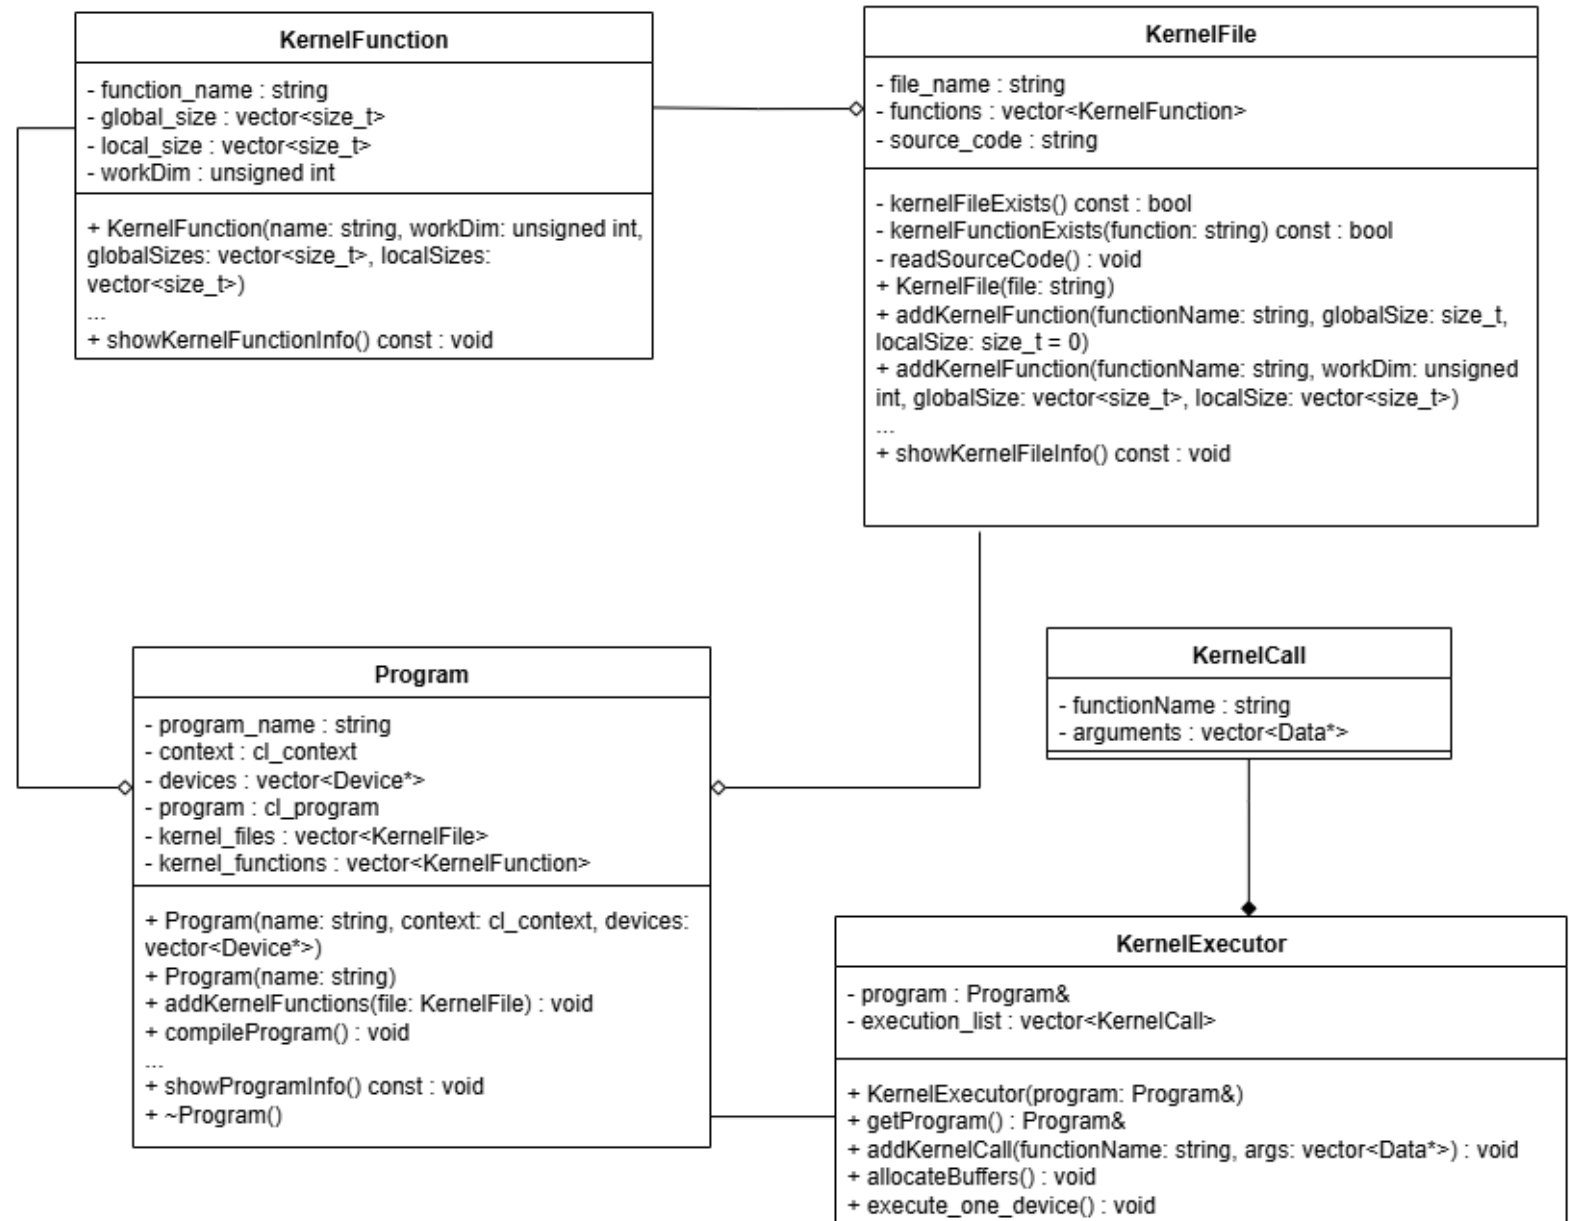 KernelFunction
- function_name : string
- global_size : vector<size_t>
- local_size : vector<size_t>
- workDim : unsigned int
+ KernelFunction(name: string, workDim: unsigned int,
globalSizes: vector<size_t>, localSizes:
vector<size_t>)
...
+ showKernelFunctionInfo() const : void
KernelFile
- file_name : string
- functions : vector<KernelFunction>
- source_code : string
- kernelFileExists() const : bool
- kernelFunctionExists(function: string) const : bool
- readSourceCode() : void
+ KernelFile(file: string)
+ addKernelFunction(functionName: string, globalSize: size_t,
localSize: size_t = 0)
+ addKernelFunction(functionName: string, workDim: unsigned
int, globalSize: vector<size_t>, localSize: vector<size_t>)
...
+ showKernelFileInfo() const : void
Program
- program_name : string
- context : cl_context
- devices : vector<Device*>
- program : cl_program
- kernel_files : vector<KernelFile>
- kernel_functions : vector<KernelFunction>
+ Program(name: string, context: cl_context, devices:
vector<Device*>)
+ Program(name: string)
+ addKernelFunctions(file: KernelFile) : void
+ compileProgram() : void
...
+ showProgramInfo() const : void
+ ~Program()
KernelCall
- functionName : string
- arguments : vector<Data*>
KernelExecutor
- program : Program&
- execution_list : vector<KernelCall>
+ KernelExecutor(program: Program&)
+ getProgram() : Program&
+ addKernelCall(functionName: string, args: vector<Data*>) : void
+ allocateBuffers() : void
+ execute_one_device() : void